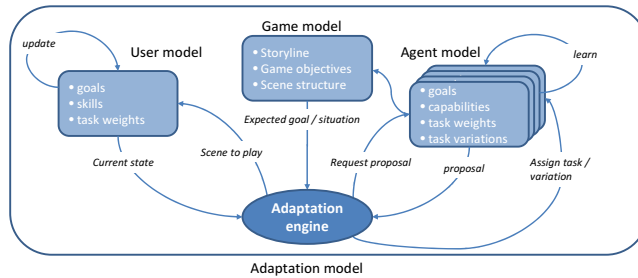 Game model
update
User model
Agent model
learn
• Storyline
• Game objectives
• Scene structure
• goals
• skills
• task weights
• goals
• capabilities
• task weights
• task variations
Expected goal / situation
Current state
Scene to play
Request proposal
proposal
Assign task /
variation
Adaptation
engine
Adaptation model